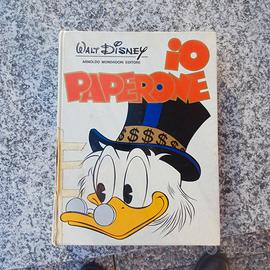 WALT DISNEY
ARNOLDO MONDADORI EDITORE
io
PAPERONE
$ $ $ $ $